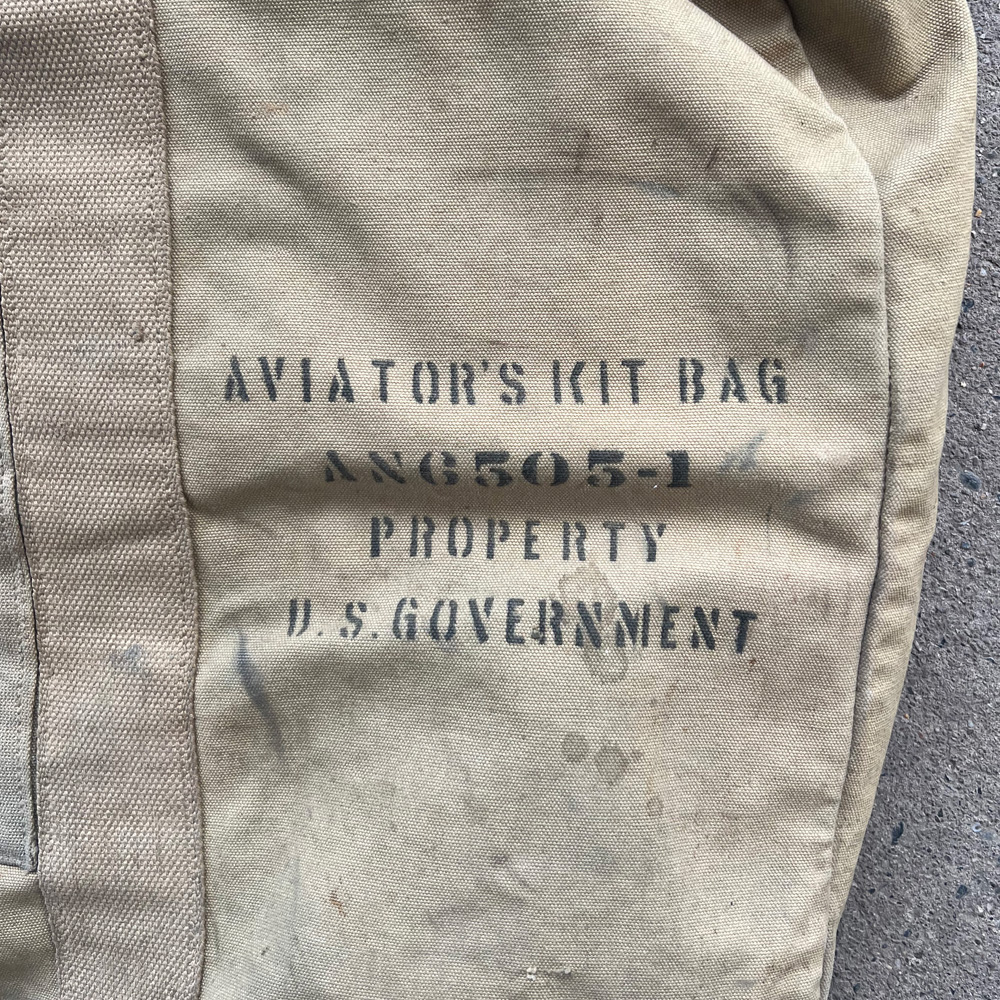 AVIATOR'S KIT BAG
AN6505-1
PROPERTY
U.S. GOVERNMENT